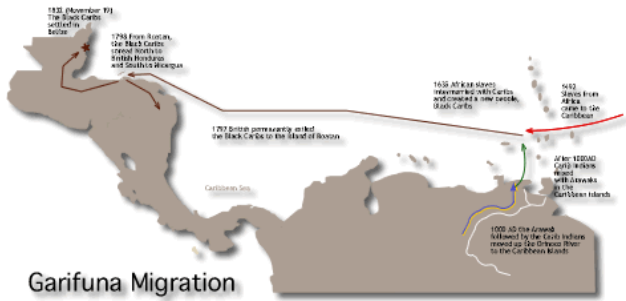 1832 (November 19)
The Black Caribs
settled in
Belize
1798 From Roatan,
the Black Caribs
spread North to
British Honduras
and South to Nicargua
1635 African slaves
intermarried with Caribs
and created a new people,
Black Caribs
Slaves from
Africa
came to the
Caribbean
1797 British permanently exiled
the Black Caribs to the island of Roatan
After 1000AD
Carib Indians
mixed
with Arawaks
in the
Caribbean Islands
Caribbean Sea
1000 AD the Arawak
followed by the Carib Indians
moved up the Orinoco River
to the Caribbean Islands
Garifuna Migration